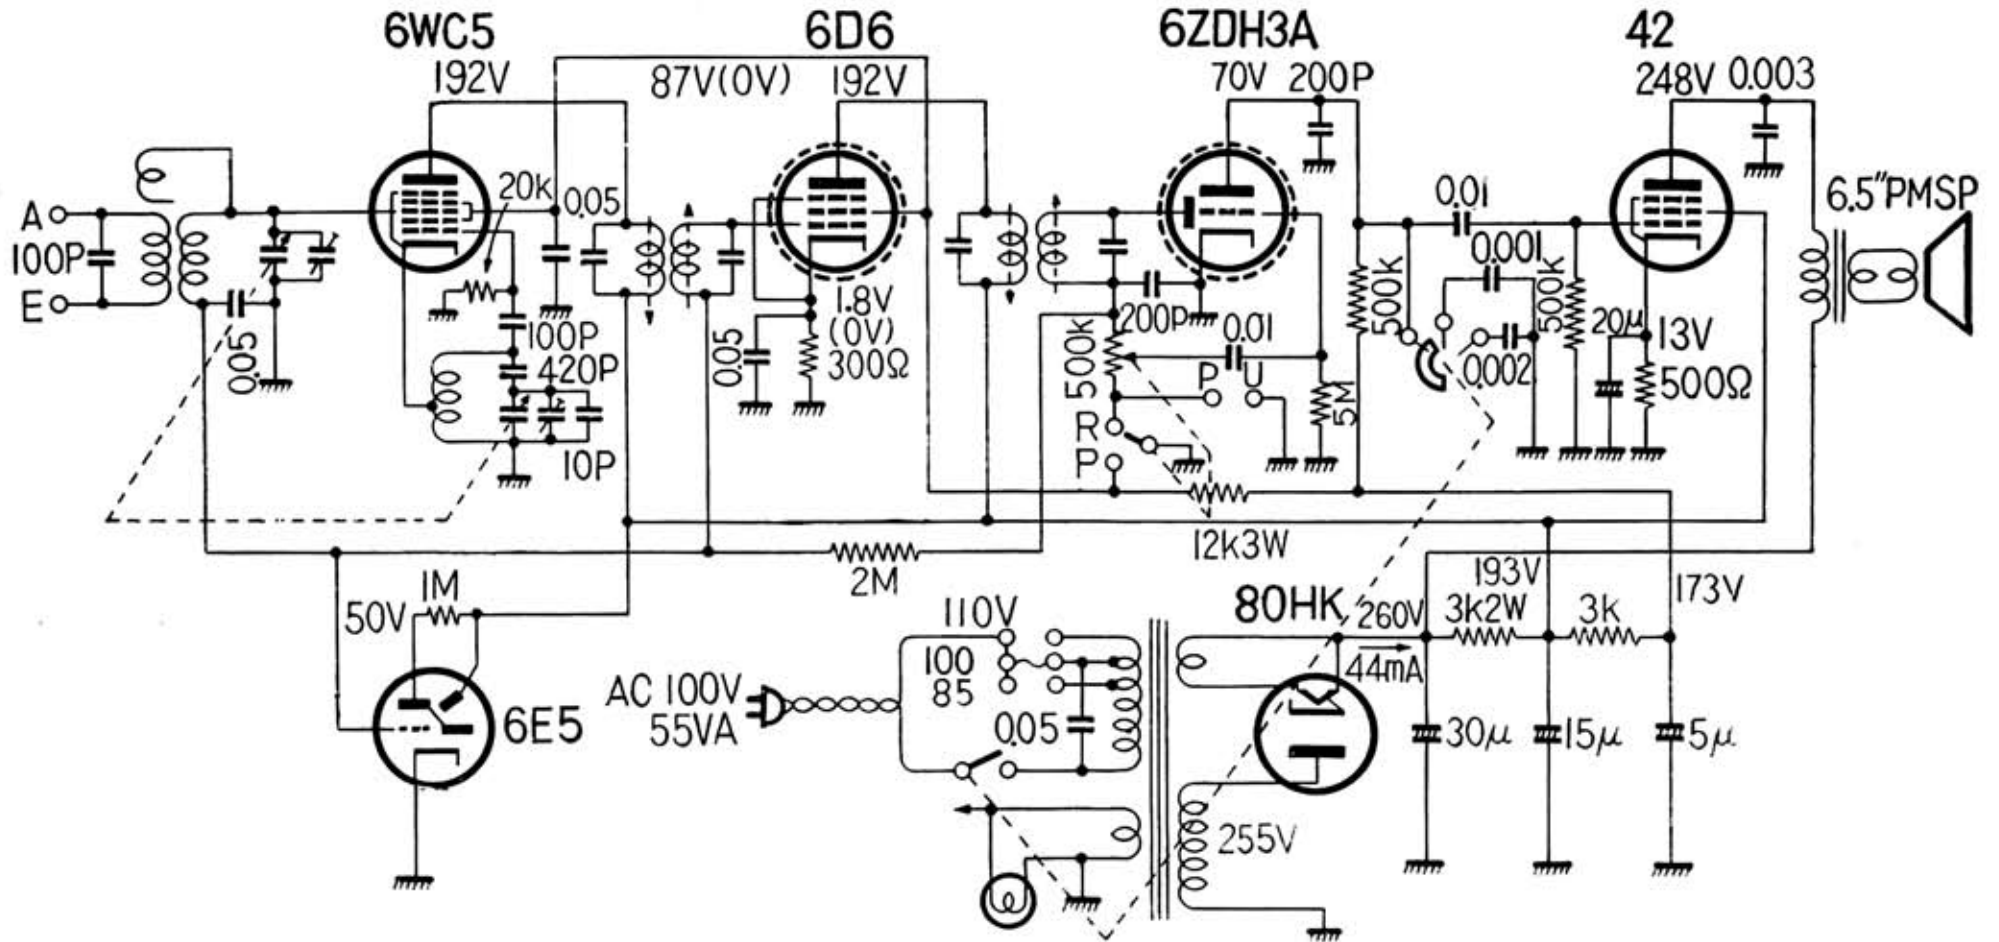 6WC5
6D6
6ZDH3A
42
192V
87V(0V)
192V
70V
200P
248V
0.003
A
100P
E
20k
0.05
0.01
6.5"PMSP
0.001
500k
500k
0.05
100P
420P
10P
1.8V
(0V)
300Ω
0.05
200P
0.01
500k
P
U
R
P
5M
0.002
20μ
13V
500Ω
12k3W
2M
1M
50V
6E5
110V
100
85
AC 100V
55VA
0.05
80HK
260V
44mA
193V
3k2W
3k
173V
30μ
15μ
5μ
255V